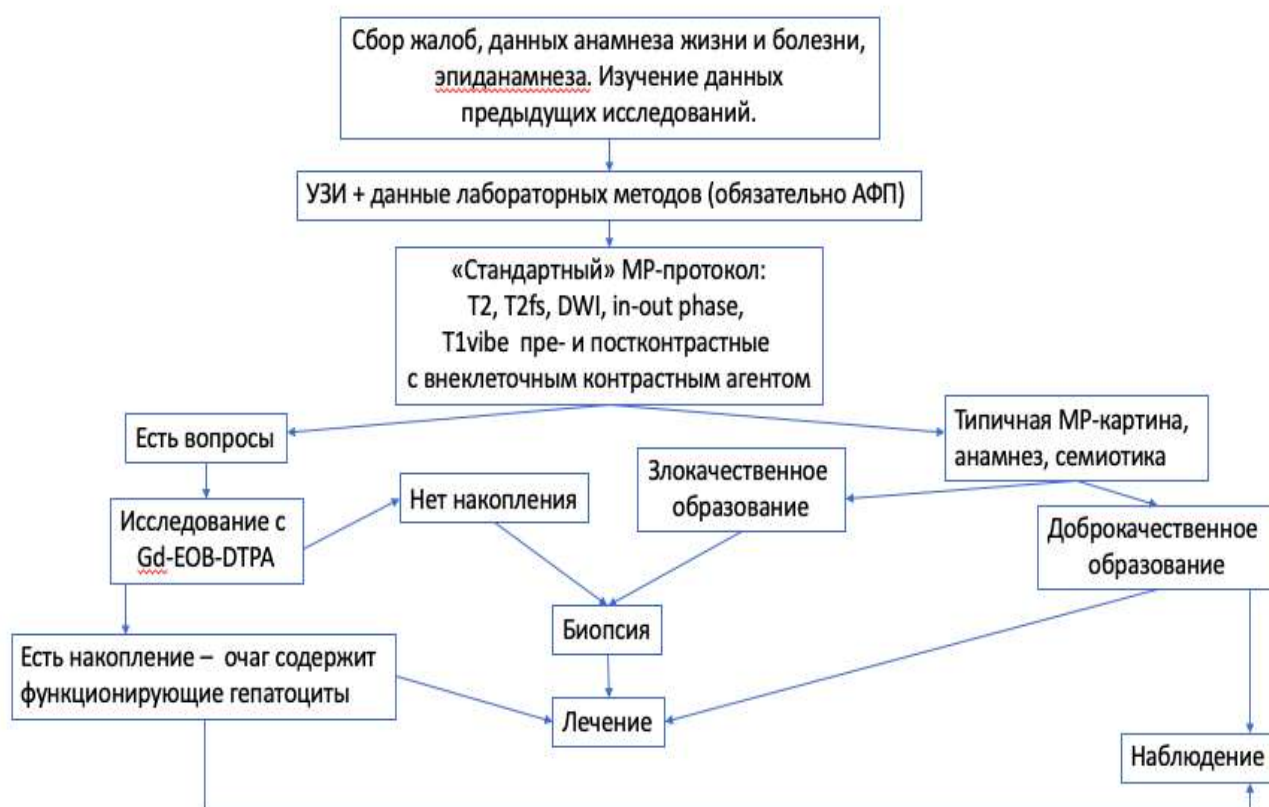 Сбор жалоб, данных анамнеза жизни и болезни,
эпиданамнеза. Изучение данных
предыдущих исследований.
УЗИ + данные лабораторных методов (обязательно АФП)
«Стандартный» МР-протокол:
T2, T2fs, DWI, in-out phase,
T1vibe пре- и постконтрастные
с внеклеточным контрастным агентом
Есть вопросы
Типичная МР-картина,
анамнез, семиотика
Нет накопления
Злокачественное
образование
Исследование с
Gd-EOB-DTPA
Доброкачественное
образование
Биопсия
Есть накопление – очаг содержит
функционирующие гепатоциты
Лечение
Наблюдение